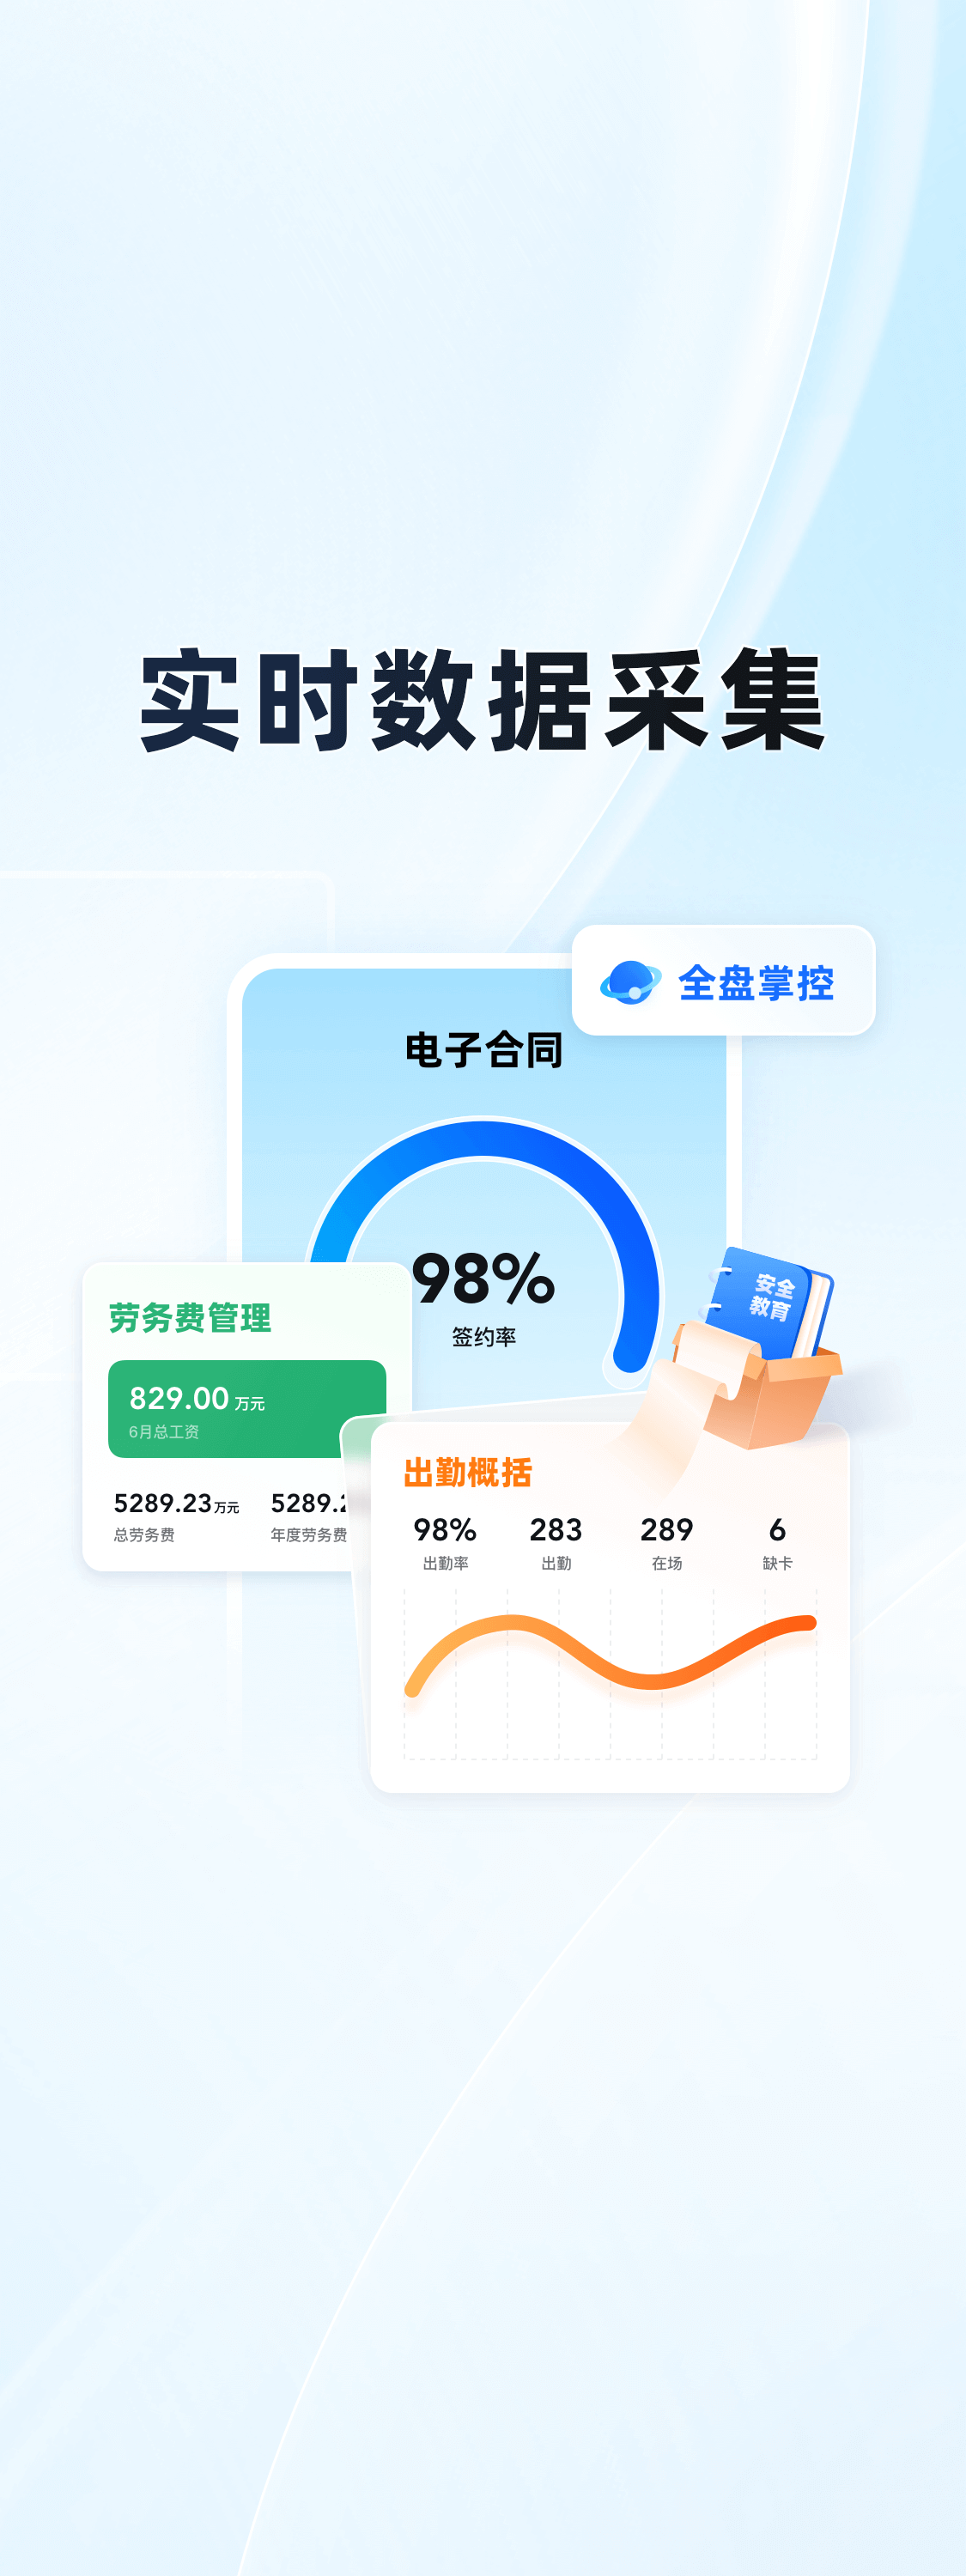 实时数据采集
全盘掌控
电子合同
98%
签约率
安全
教育
劳务费管理
829.00 万元
6月总工资
5289.23万元 5289.2
总劳务费 年度劳务费
出勤概括
98% 283 289 6
出勤率 出勤 在场 缺卡